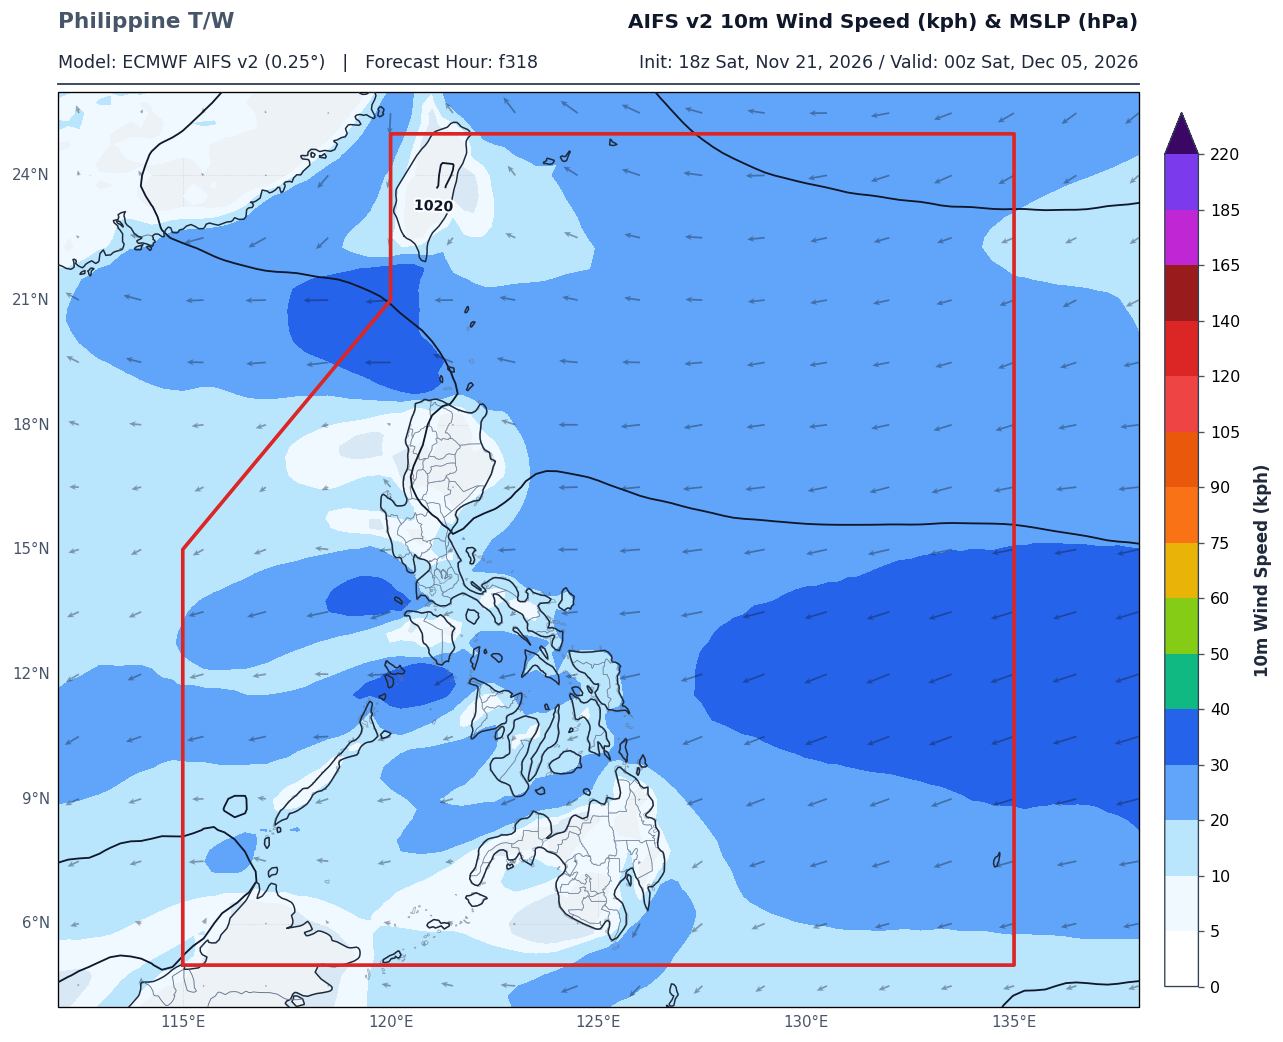 Philippine T/W
AIFS v2 10m Wind Speed (kph) & MSLP (hPa)
Model: ECMWF AIFS v2 (0.25°) | Forecast Hour: f318
Init: 18z Sat, Nov 21, 2026 / Valid: 00z Sat, Dec 05, 2026
24°N
21°N
18°N
15°N
12°N
9°N
6°N
1020
115°E
120°E
125°E
130°E
135°E
220
185
165
140
120
105
90
75
60
50
40
30
20
10
5
0
10m Wind Speed (kph)